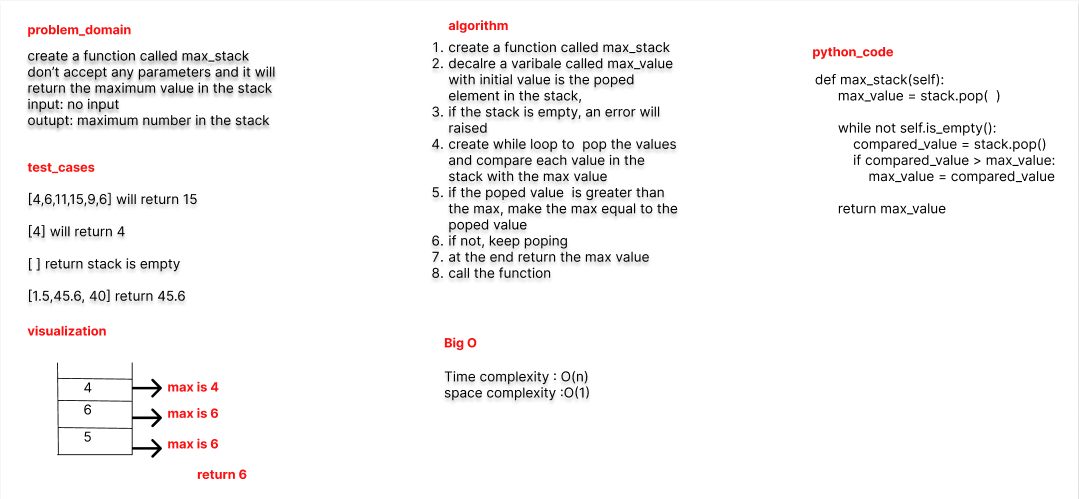 problem_domain
create a function called max_stack
don't accept any parameters and it will
return the maximum value in the stack
input: no input
outupt: maximum number in the stack
test_cases
[4,6,11,15,9,6] will return 15
[4] will return 4
[ ] return stack is empty
[1.5,45.6, 40] return 45.6
visualization
4
max is 4
6
max is 6
5
max is 6
return 6
algorithm
1. create a function called max_stack
2. decalre a varibale called max_value
with initial value is the poped
element in the stack,
3. if the stack is empty, an error will
raised
4. create while loop to  pop the values
and compare each value in the
stack with the max value
5. if the poped value  is greater than
the max, make the max equal to the
poped value
6. if not, keep poping
7. at the end return the max value
8. call the function
Big O
Time complexity : O(n)
space complexity :O(1)
python_code
def max_stack(self):
max_value = stack.pop(  )
while not self.is_empty():
compared_value = stack.pop()
if compared_value > max_value:
max_value = compared_value
return max_value